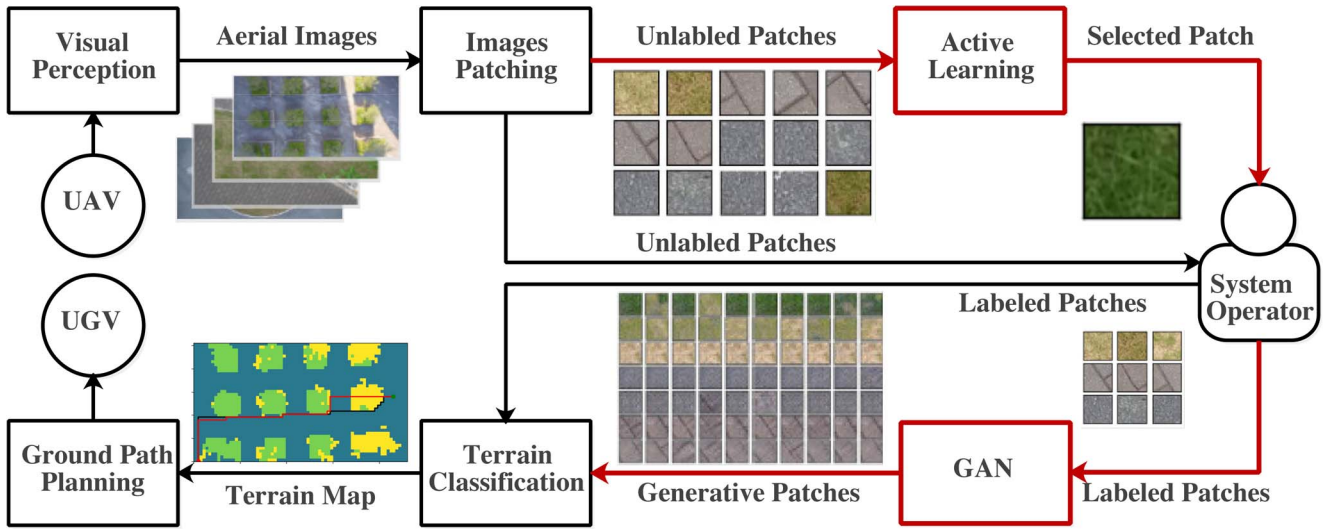 Visual
Perception
Aerial Images
Images
Patching
Unlabled Patches
Active
Learning
Selected Patch
UAV
Unlabled Patches
System
Operator
Labeled Patches
UGV
Ground Path
Planning
Terrain Map
Terrain
Classification
Generative Patches
GAN
Labeled Patches